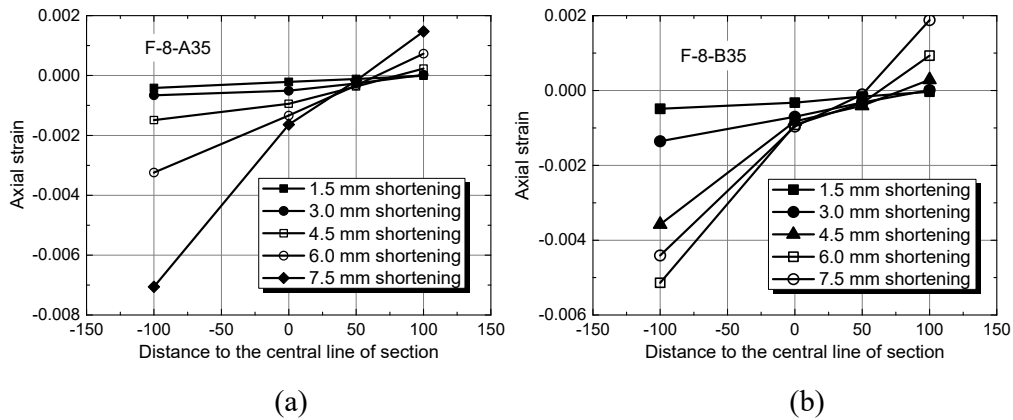 F-8-A35
0.002
0.000
-0.002
-0.004
-0.006
-0.008
Axial strain
1.5 mm shortening
3.0 mm shortening
4.5 mm shortening
6.0 mm shortening
7.5 mm shortening
-150 -100 -50 0 50 100 150
Distance to the central line of section
(a)
F-8-B35
0.002
0.000
-0.002
-0.004
-0.006
Axial strain
1.5 mm shortening
3.0 mm shortening
4.5 mm shortening
6.0 mm shortening
7.5 mm shortening
-150 -100 -50 0 50 100 150
Distance to the central line of section
(b)